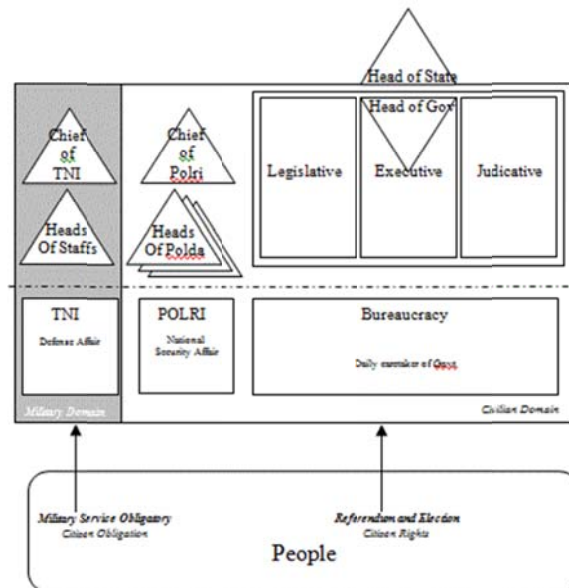 Head of State
Head of Gov
Chief
of
TNI
Chief
of
Polri
Legislative
Executive
Judicative
Heads
Of Staffs
Heads
Of Polda
TNI
Defense Affair
POLRI
National
Security Affair
Bureaucracy
Daily caretaker of Govt.
Military Domain
Civilian Domain
Military Service Obligatory
Citizen Obligation
Referendum and Election
Citizen Rights
People